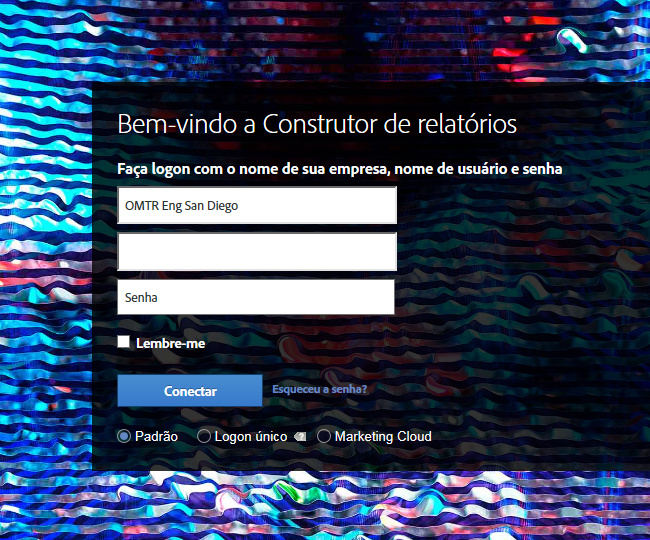 Bem-vindo a Construtor de relatórios
Faça logon com o nome de sua empresa, nome de usuário e senha
OMTR Eng San Diego
Senha
Lembre-me
Conectar Esqueceu a senha?
Padrão Logon único ? Marketing Cloud